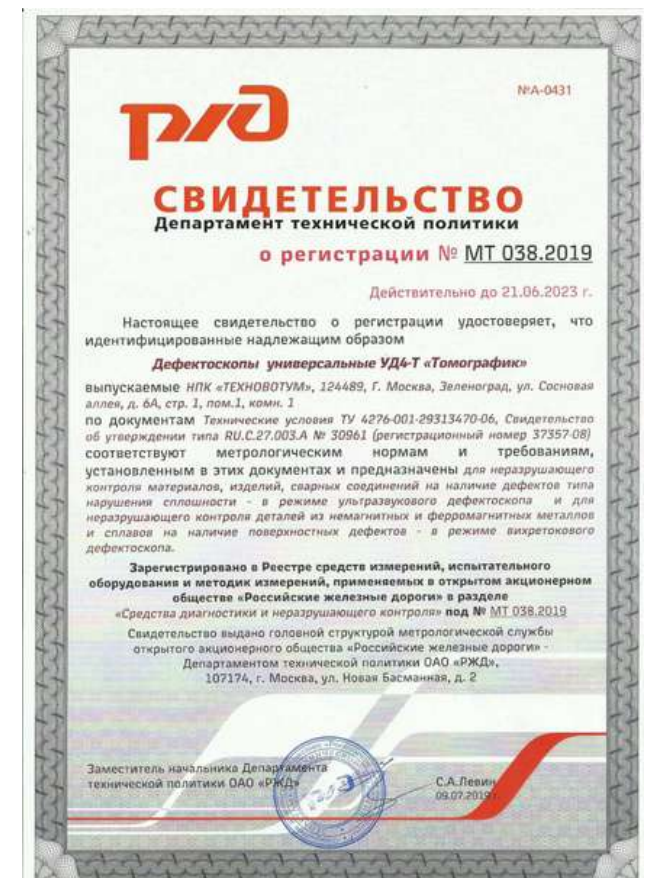 №А-0431
ржд
СВИДЕТЕЛЬСТВО
Департамент технической политики
о регистрации № МТ 038.2019
Действительно до 21.06.2023 г.
Настоящее свидетельство о регистрации удостоверяет, что
идентифицированные надлежащим образом
Дефектоскопы универсальные УД4-Т «Томографик»
выпускаемые НПК «ТЕХНОВОТУМ», 124489, Г. Москва, Зеленоград, ул. Сосновая
аллея, д. 6А, стр. 1, пом.1, комн. 1
по документам Технические условия ТУ 4276-001-29313470-06, Свидетельство
об утверждении типа RU.C.27.003.A № 30961 (регистрационный номер 37357-08)
соответствуют метрологическим нормам и требованиям,
установленным в этих документах и предназначены для неразрушающего
контроля материалов, изделий, сварных соединений на наличие дефектов типа
нарушения сплошности - в режиме ультразвукового дефектоскопа и для
неразрушающего контроля деталей из немагнитных и ферромагнитных металлов
и сплавов на наличие поверхностных дефектов - в режиме вихретокового
дефектоскопа.
Зарегистрировано в Реестре средств измерений, испытательного
оборудования и методик измерений, применяемых в открытом акционерном
обществе «Российские железные дороги» в разделе
«Средства диагностики и неразрушающего контроля» под № МТ 038.2019
Свидетельство выдано головной структурой метрологической службы
открытого акционерного общества «Российские железные дороги» -
Департаментом технической политики ОАО «РЖД»,
107174, г. Москва, ул. Новая Басманная, д. 2
Заместитель начальника Департамента
технической политики ОАО «РЖД»
С.А.Левин
09.07.2019 г.